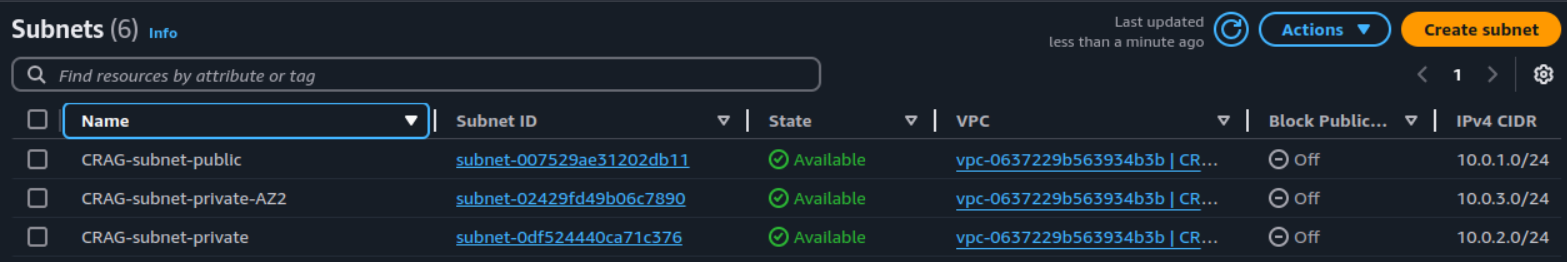 Subnets (6) Info
Last updated
less than a minute ago
Actions
Create subnet
Find resources by attribute or tag
1
Name Subnet ID State VPC Block Public... IPv4 CIDR
CRAG-subnet-public subnet-007529ae31202db11 Available vpc-0637229b563934b3b | CR... Off 10.0.1.0/24
CRAG-subnet-private-AZ2 subnet-02429fd49b06c7890 Available vpc-0637229b563934b3b | CR... Off 10.0.3.0/24
CRAG-subnet-private subnet-0df524440ca71c376 Available vpc-0637229b563934b3b | CR... Off 10.0.2.0/24